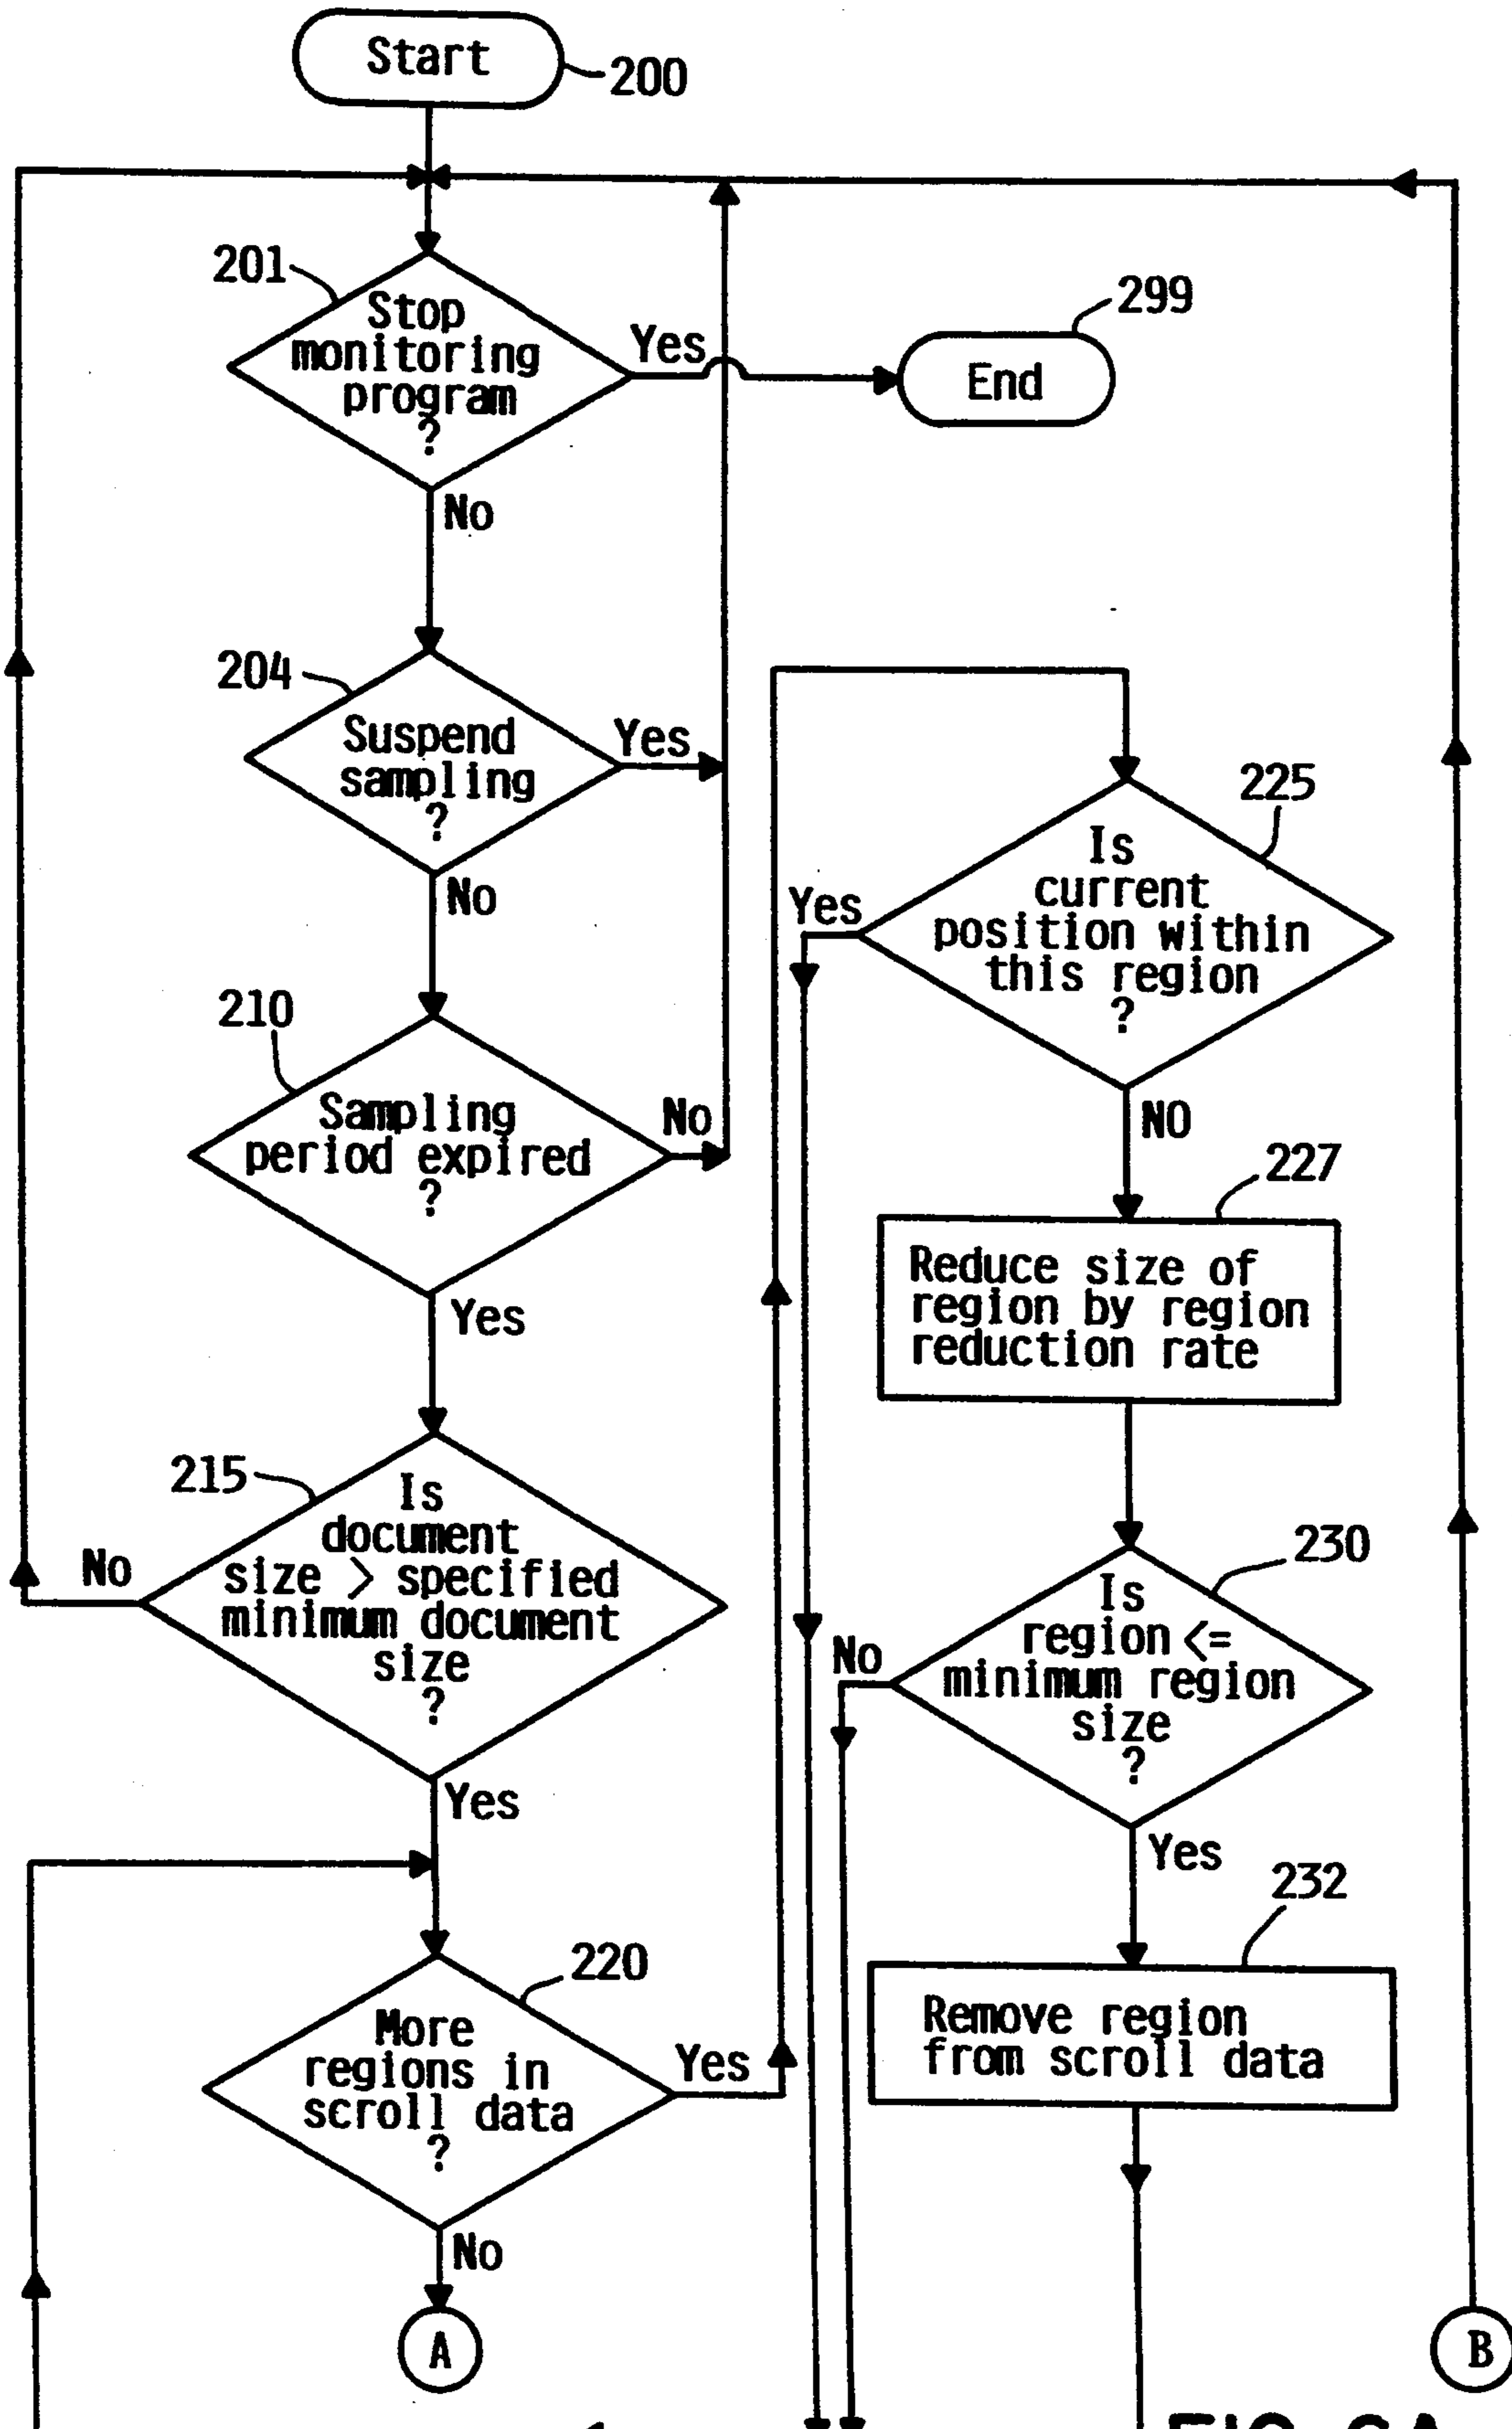 Start
200
201
Stop
monitoring
program
?
Yes
299
End
No
204
Suspend
sampling
?
Yes
No
210
Sampling
period expired
?
No
Yes
215
Is
document
size > specified
minimum document
size
?
No
Yes
220
More
regions in
scroll data
?
Yes
No
A
225
Is
current
position within
this region
?
Yes
NO
227
Reduce size of
region by region
reduction rate
230
Is
region <=
minimum region
size
?
No
Yes
232
Remove region
from scroll data
B